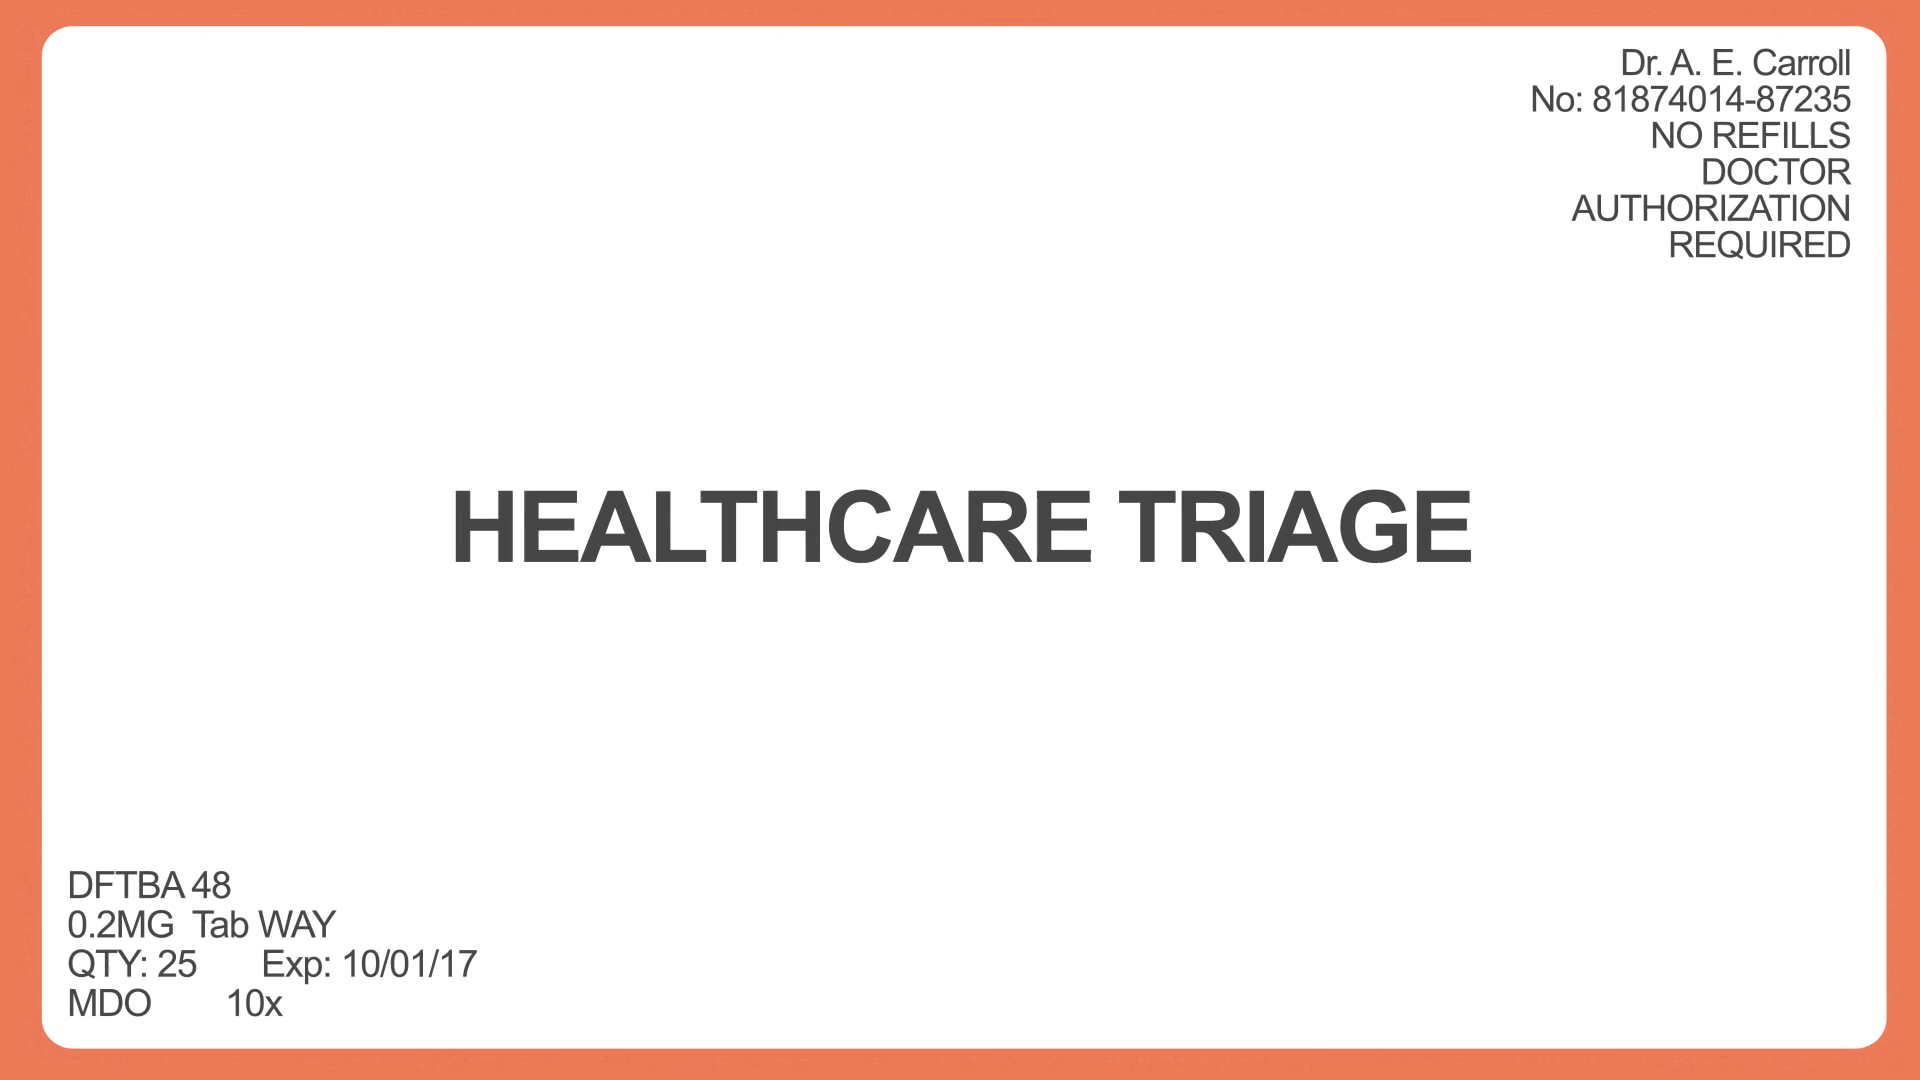 Dr. A. E. Carroll
No: 81874014-87235
NO REFILLS
DOCTOR
AUTHORIZATION
REQUIRED
HEALTHCARE TRIAGE
DFTBA 48
0.2MG Tab WAY
QTY: 25 Exp: 10/01/17
MDO 10x